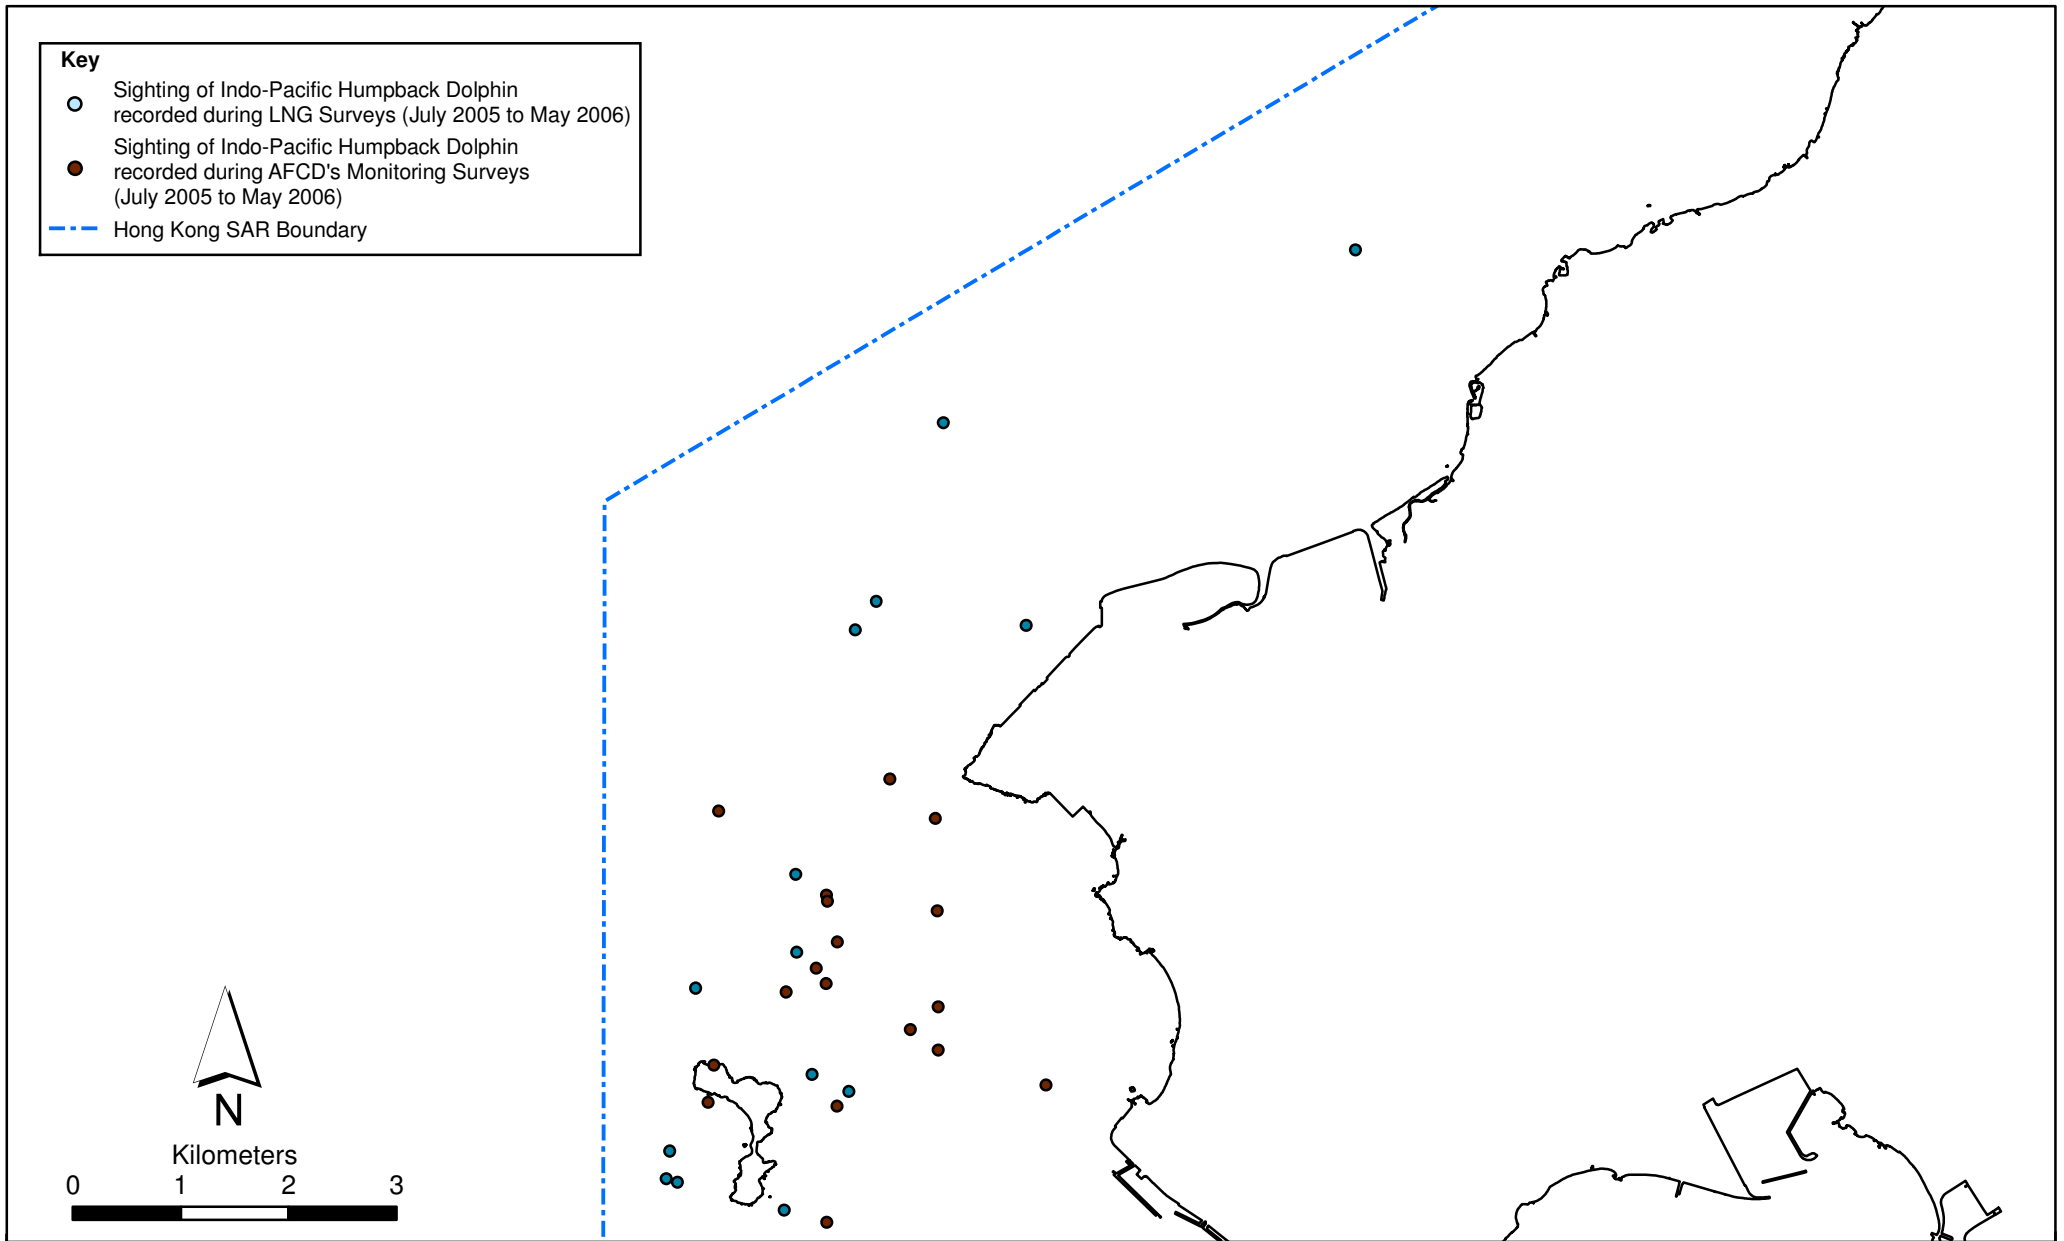 Key
Sighting of Indo-Pacific Humpback Dolphin
recorded during LNG Surveys (July 2005 to May 2006)
Sighting of Indo-Pacific Humpback Dolphin
recorded during AFCD's Monitoring Surveys
(July 2005 to May 2006)
Hong Kong SAR Boundary
N
Kilometers
0 1 2 3